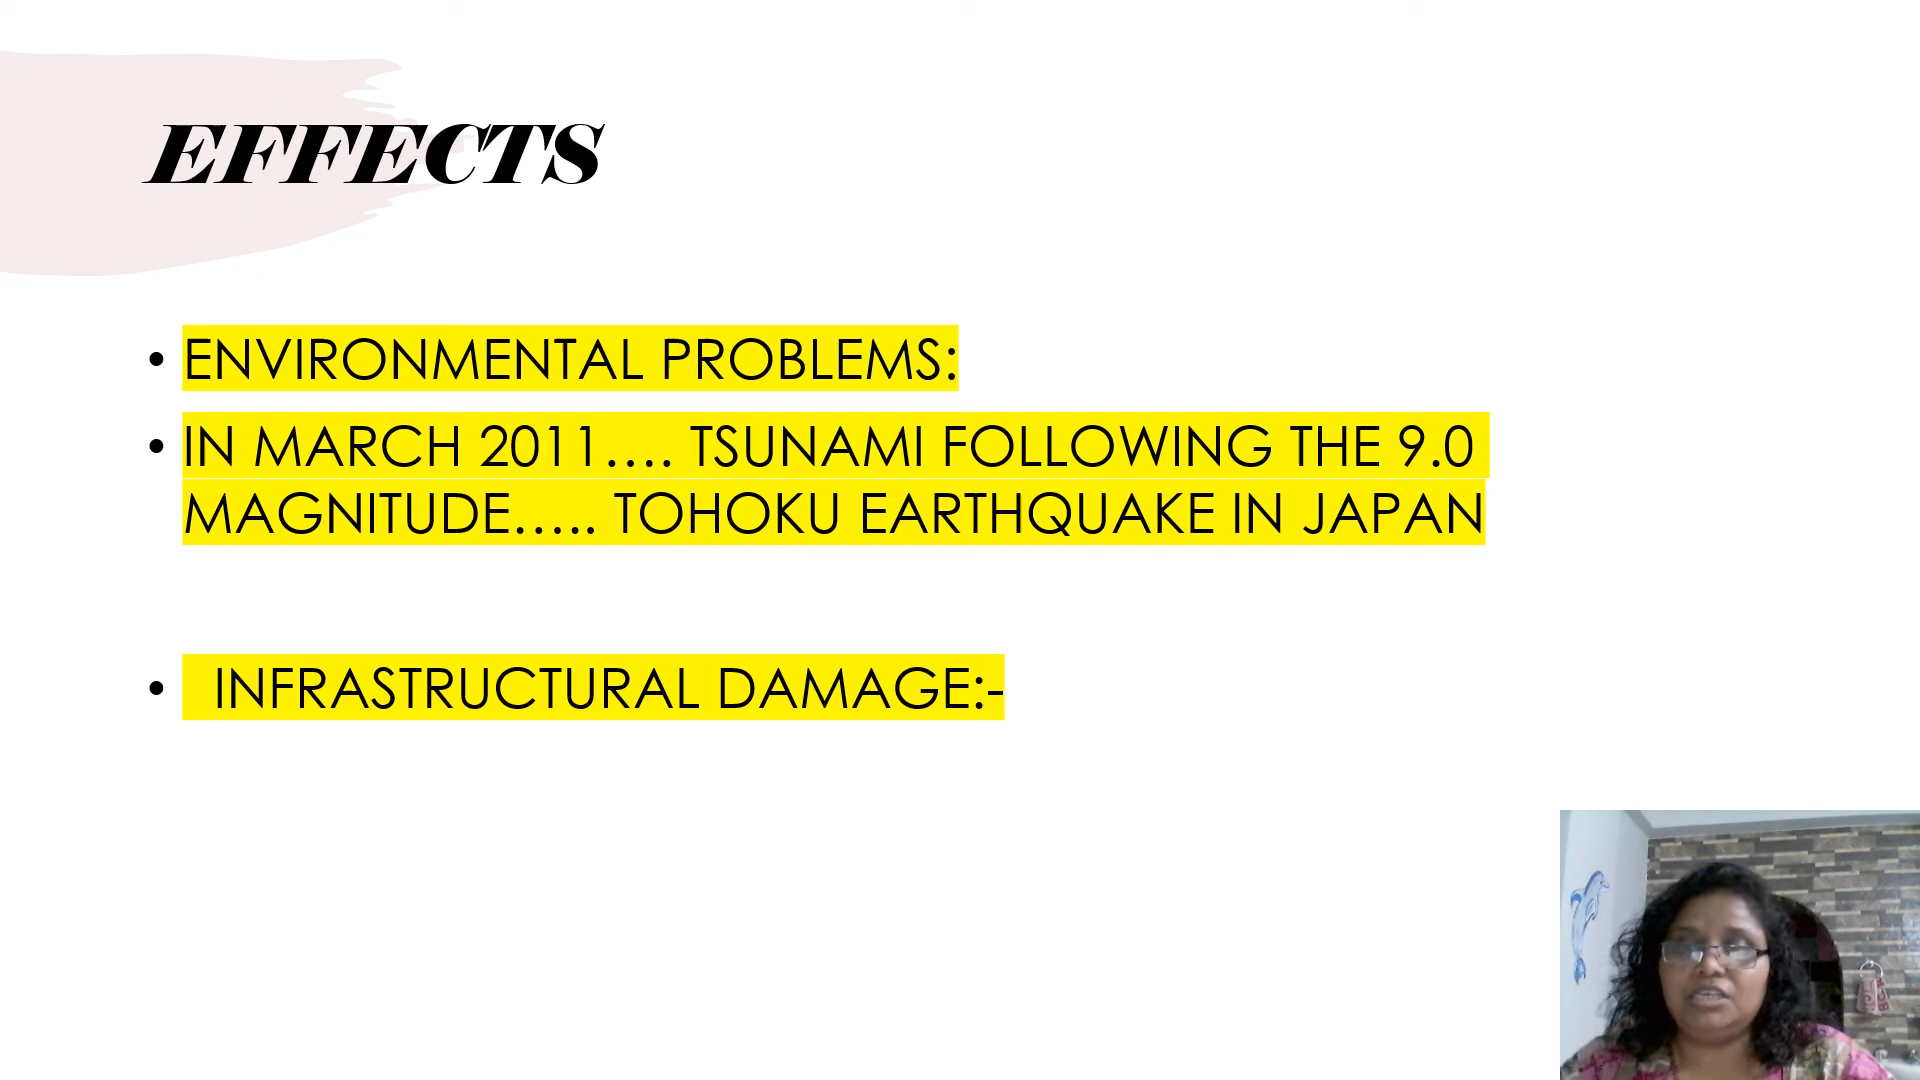 EFFECTS
• ENVIRONMENTAL PROBLEMS:
• IN MARCH 2011.... TSUNAMI FOLLOWING THE 9.0
MAGNITUDE..... TOHOKU EARTHQUAKE IN JAPAN
• INFRASTRUCTURAL DAMAGE:-